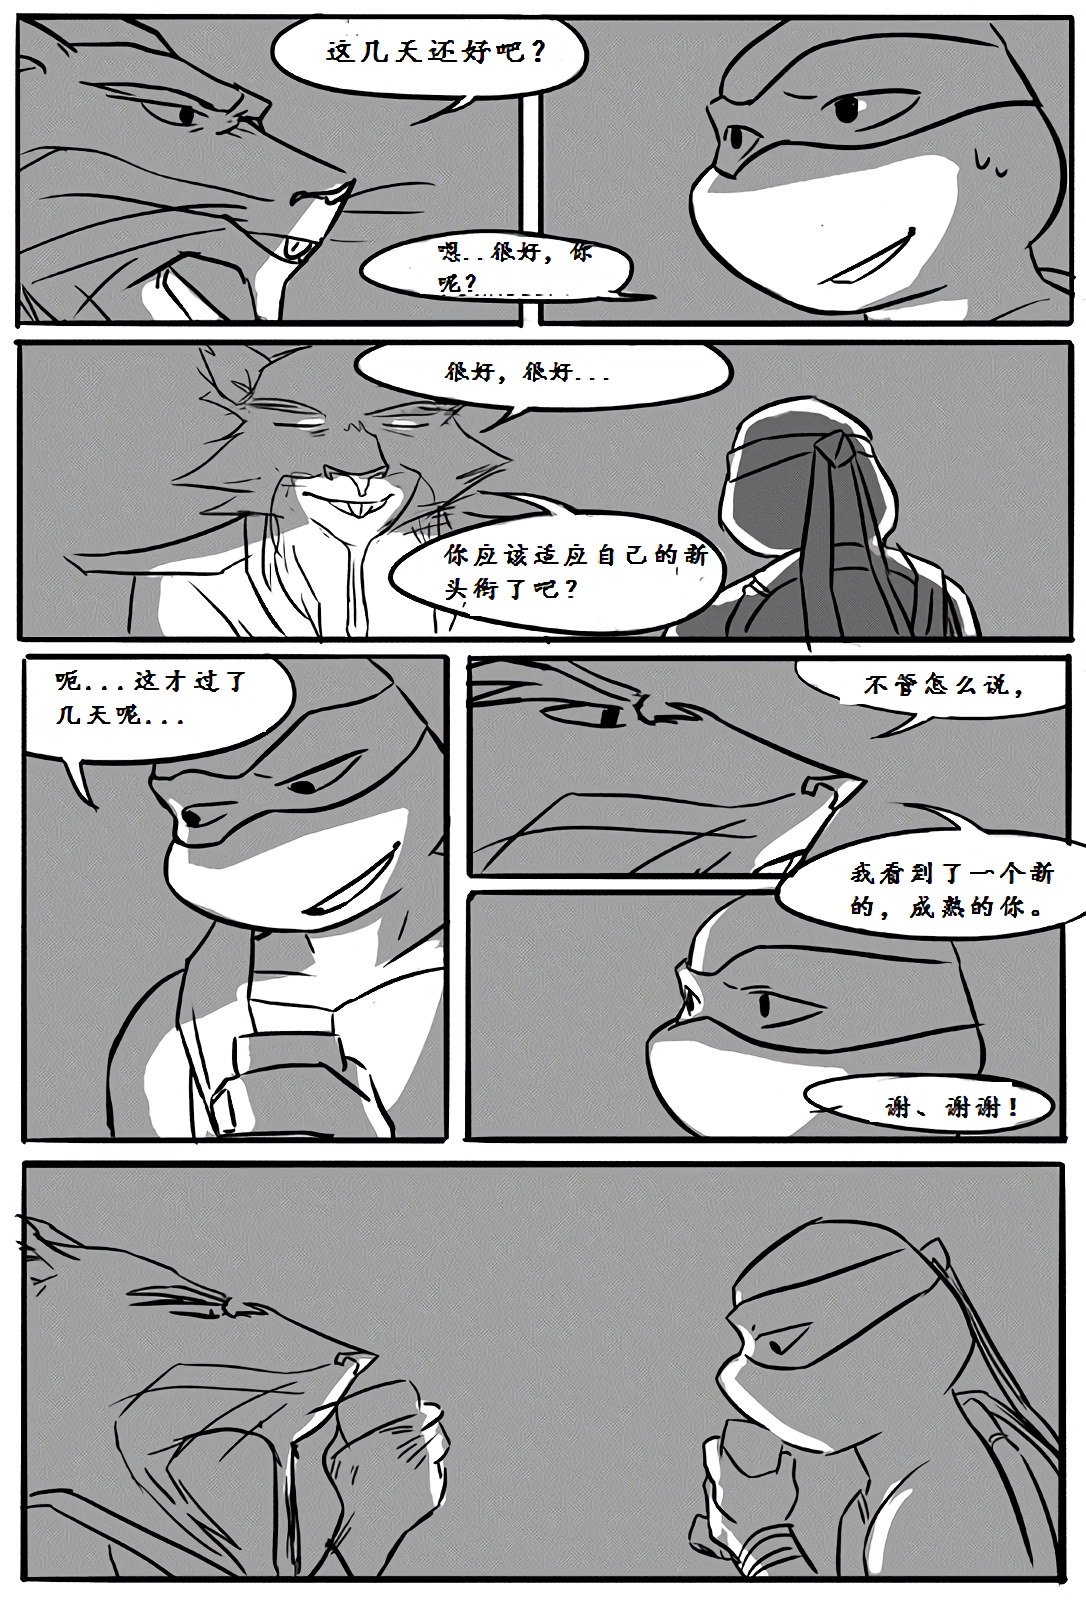 这几天还好吧？
嗯..很好，你
呢？
很好，很好...
你应该适应自己的新
头衔了吧？
呃...这才过了
几天呢...
不管怎么说，
我看到了一个新
的，成熟的你。
谢、谢谢！